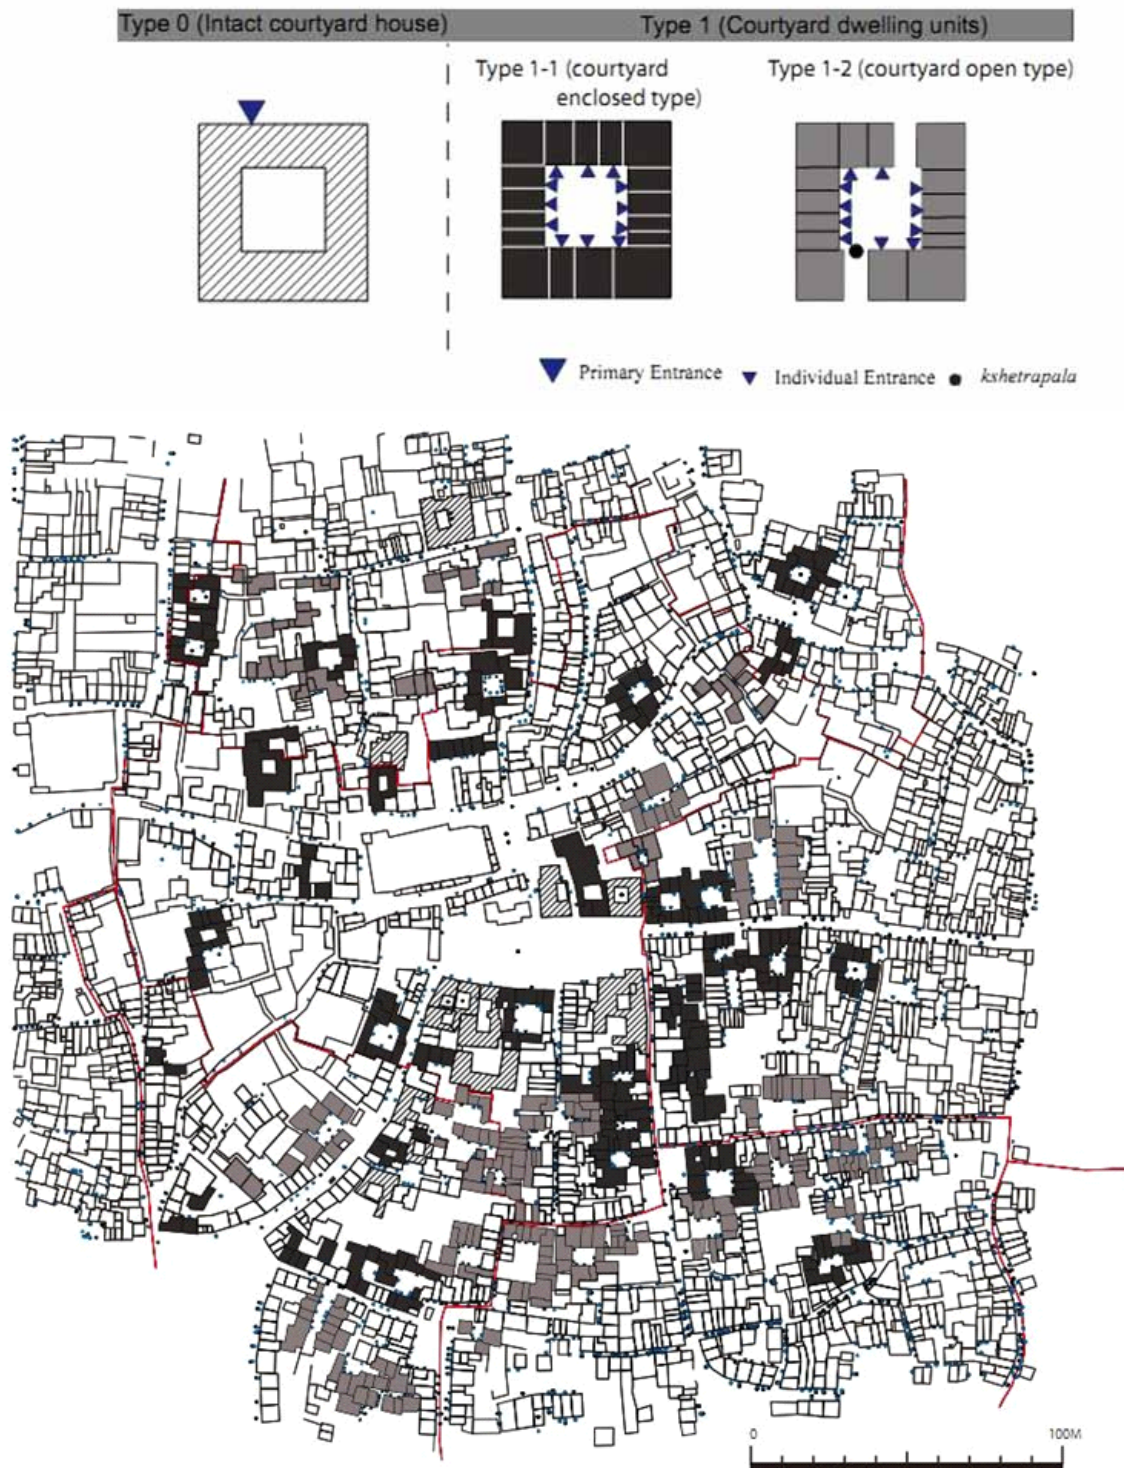 Type 0 (Intact courtyard house)
Type 1 (Courtyard dwelling units)
Type 1-1 (courtyard
enclosed type)
Type 1-2 (courtyard open type)
Primary Entrance
Individual Entrance
kshetrapala
0
100M